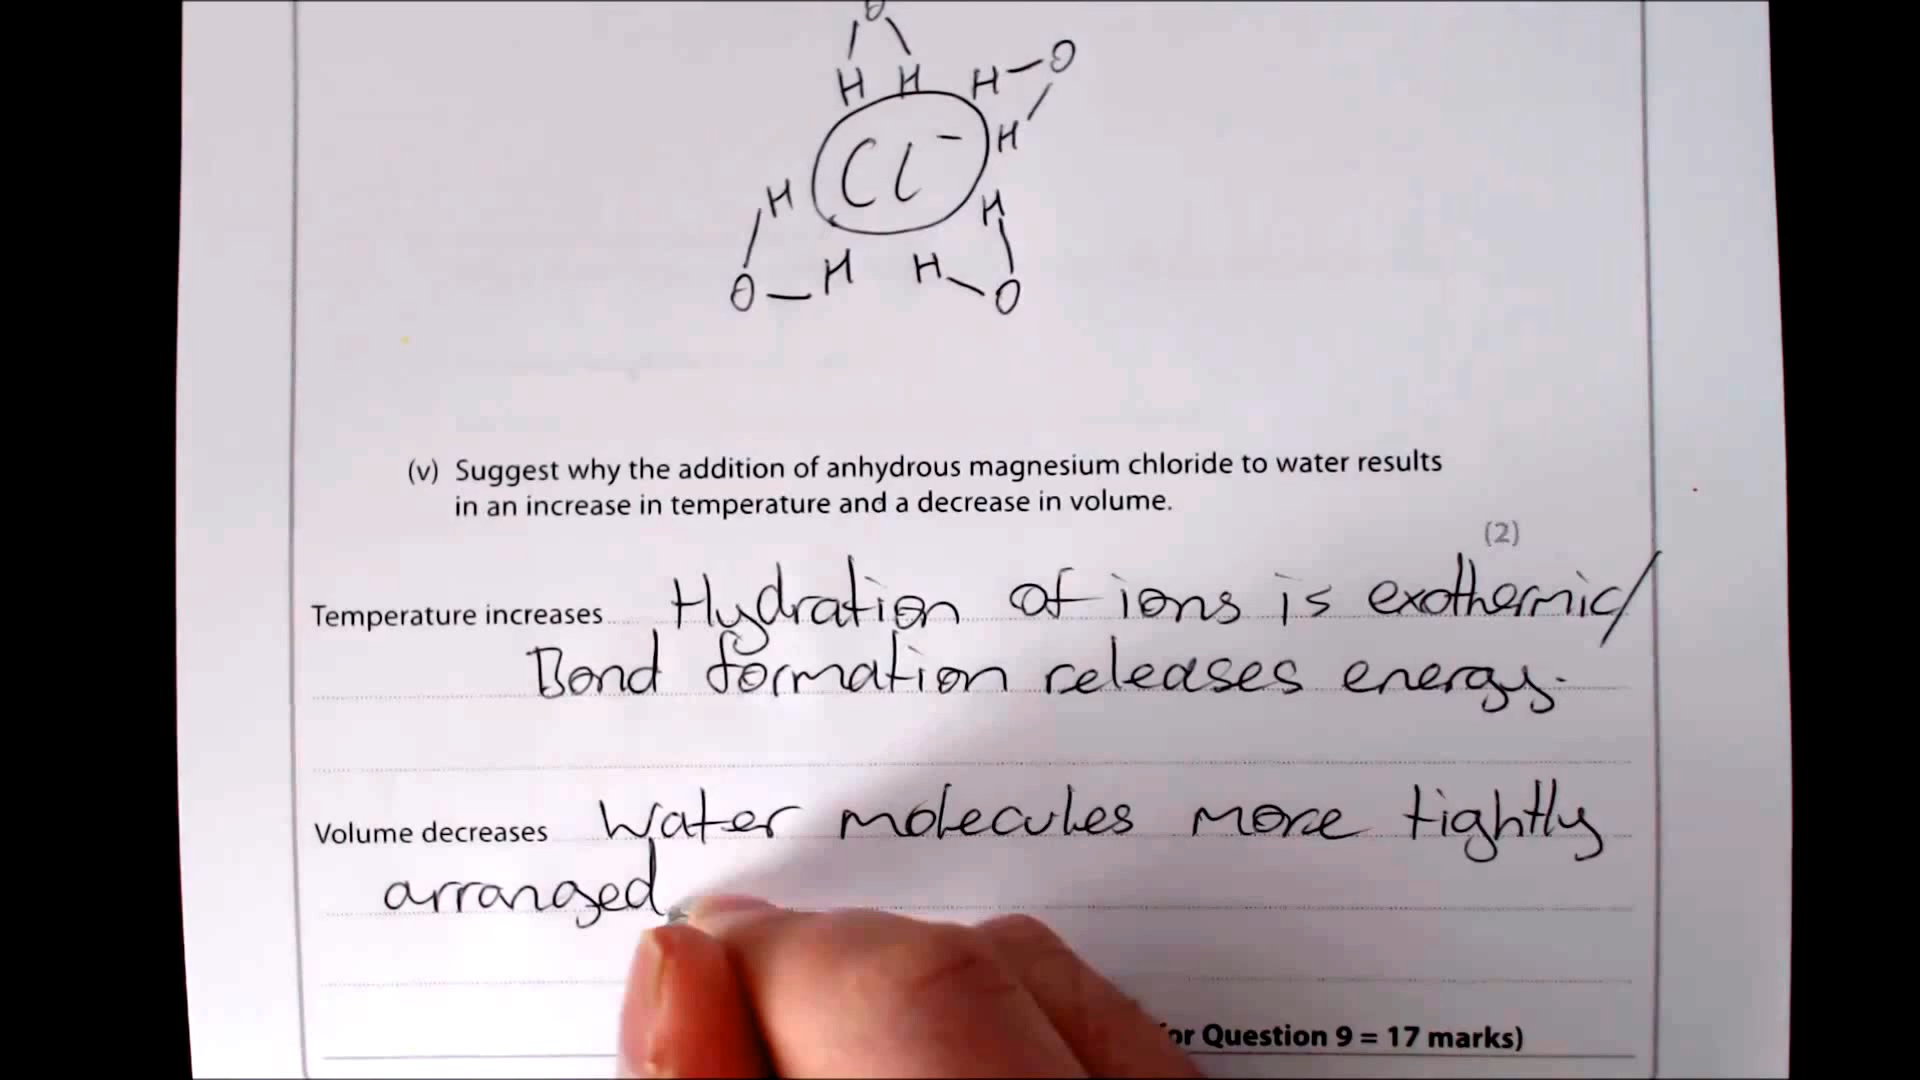 O
H H H O
Cl⁻ H
H H
O H H O
(v) Suggest why the addition of anhydrous magnesium chloride to water results
in an increase in temperature and a decrease in volume.
(2)
Temperature increases Hydration of ions is exothermic/
Bond formation releases energy.
Volume decreases Water molecules more tightly
arranged
or Question 9 = 17 marks)